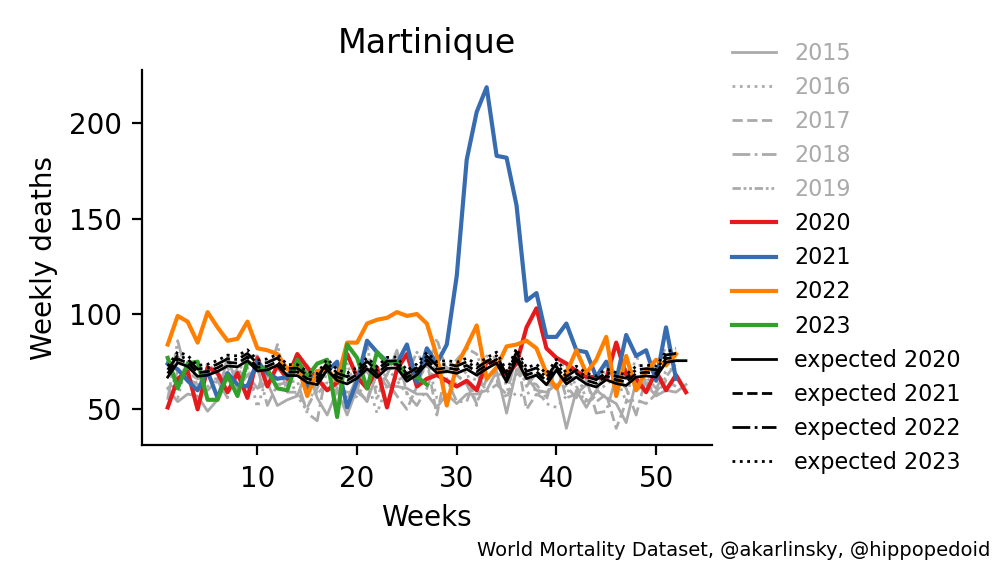 Martinique
Weekly deaths
200
150
100
50
10 20 30 40 50
Weeks
2015
2016
2017
2018
2019
2020
2021
2022
2023
expected 2020
expected 2021
expected 2022
expected 2023
World Mortality Dataset, @akarlinsky, @hippopedoid